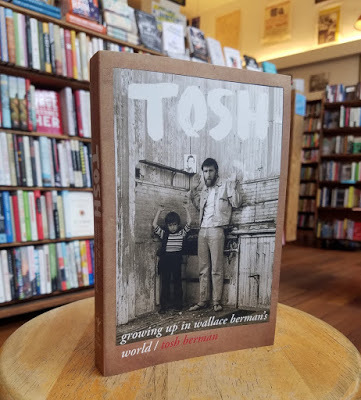 TOSH
growing up in wallace berman's
world / tosh berman